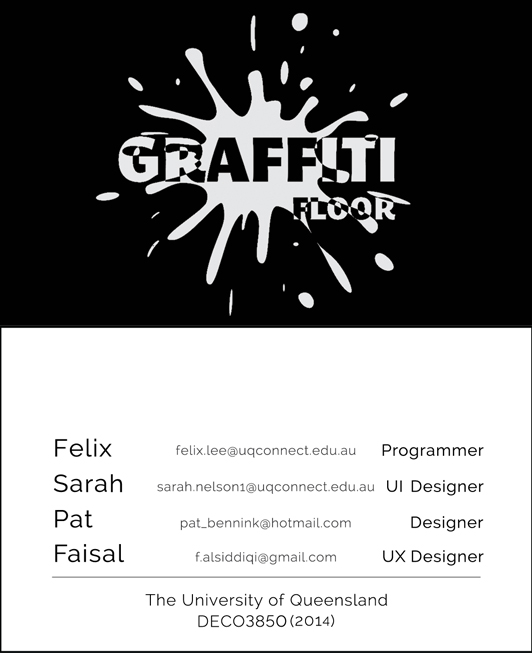 GRAFFITI
FLOOR
Felix felix.lee@uqconnect.edu.au Programmer
Sarah sarah.nelson1@uqconnect.edu.au UI Designer
Pat pat_bennink@hotmail.com Designer
Faisal f.alsiddiqi@gmail.com UX Designer
The University of Queensland
DECO3850 (2014)